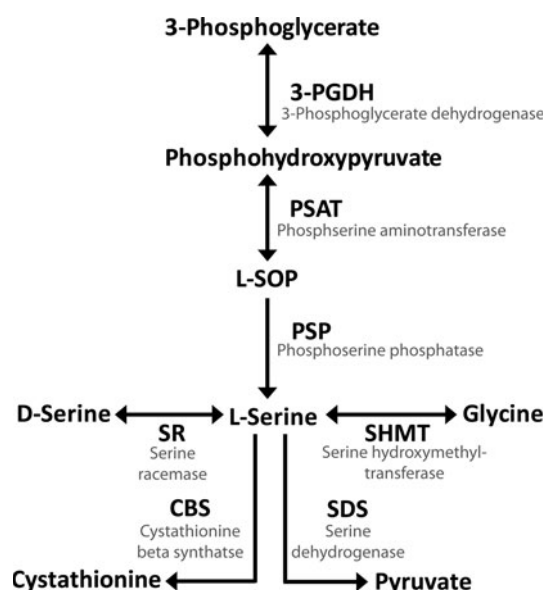 3-Phosphoglycerate
3-PGDH
3-Phosphoglycerate dehydrogenase
Phosphohydroxypyruvate
PSAT
Phosphserine aminotransferase
L-SOP
PSP
Phosphoserine phosphatase
D-Serine
L-Serine
Glycine
SR
Serine
racemase
SHMT
Serine hydroxymethyl-
transferase
CBS
Cystathionine
beta synthatse
SDS
Serine
dehydrogenase
Cystathionine
Pyruvate